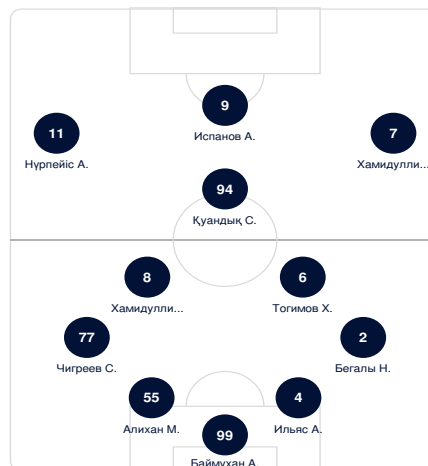 9
Испанов А.
11
Нұрпейіс А.
7
Хамидулли...
94
Қуандық С.
8
Хамидулли...
6
Тогимов Х.
77
Чигреев С.
2
Бегалы Н.
55
Алихан М.
4
Ильяс А.
99
Баймухан А